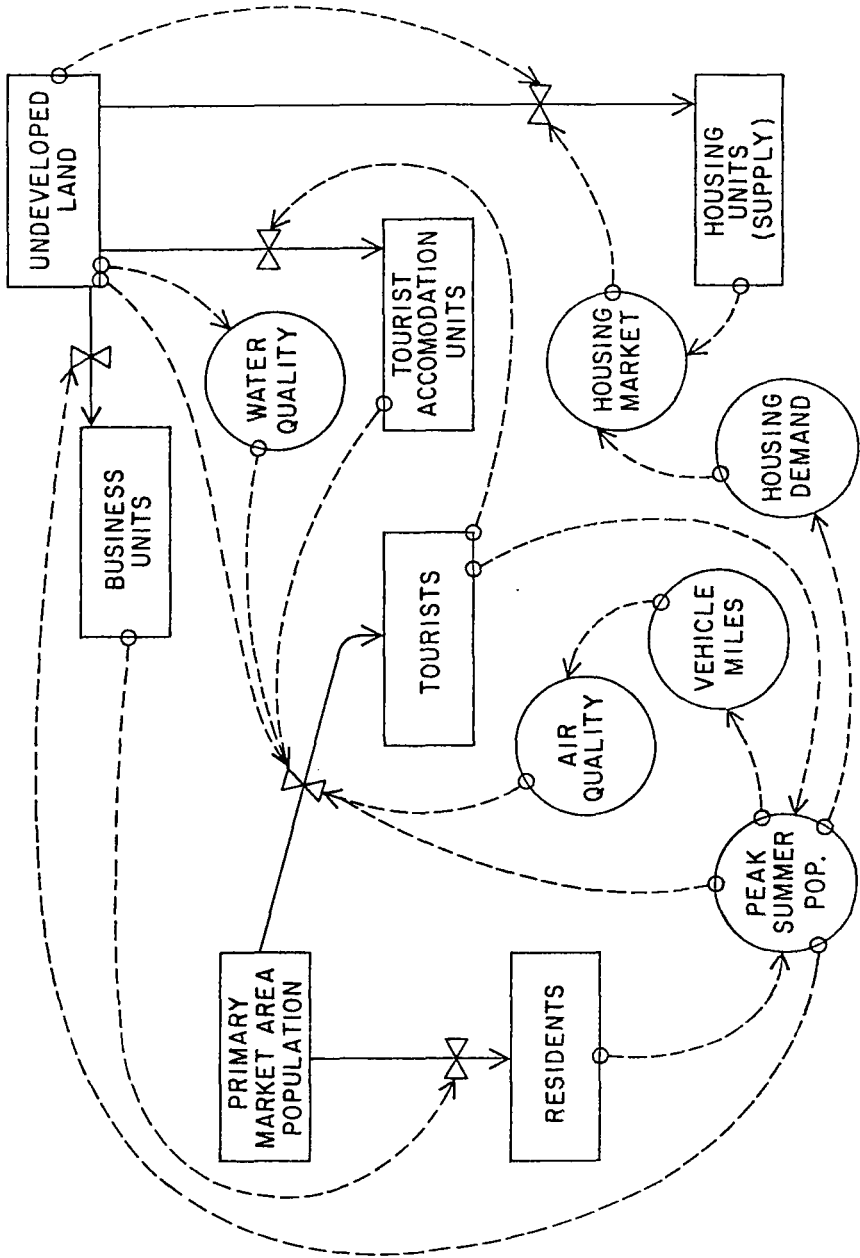 UNDEVELOPED
LAND
BUSINESS
UNITS
WATER
QUALITY
TOURIST
ACCOMODATION
UNITS
HOUSING
UNITS
(SUPPLY)
HOUSING
MARKET
HOUSING
DEMAND
TOURISTS
VEHICLE
MILES
AIR
QUALITY
PRIMARY
MARKET AREA
POPULATION
RESIDENTS
PEAK
SUMMER
POP.